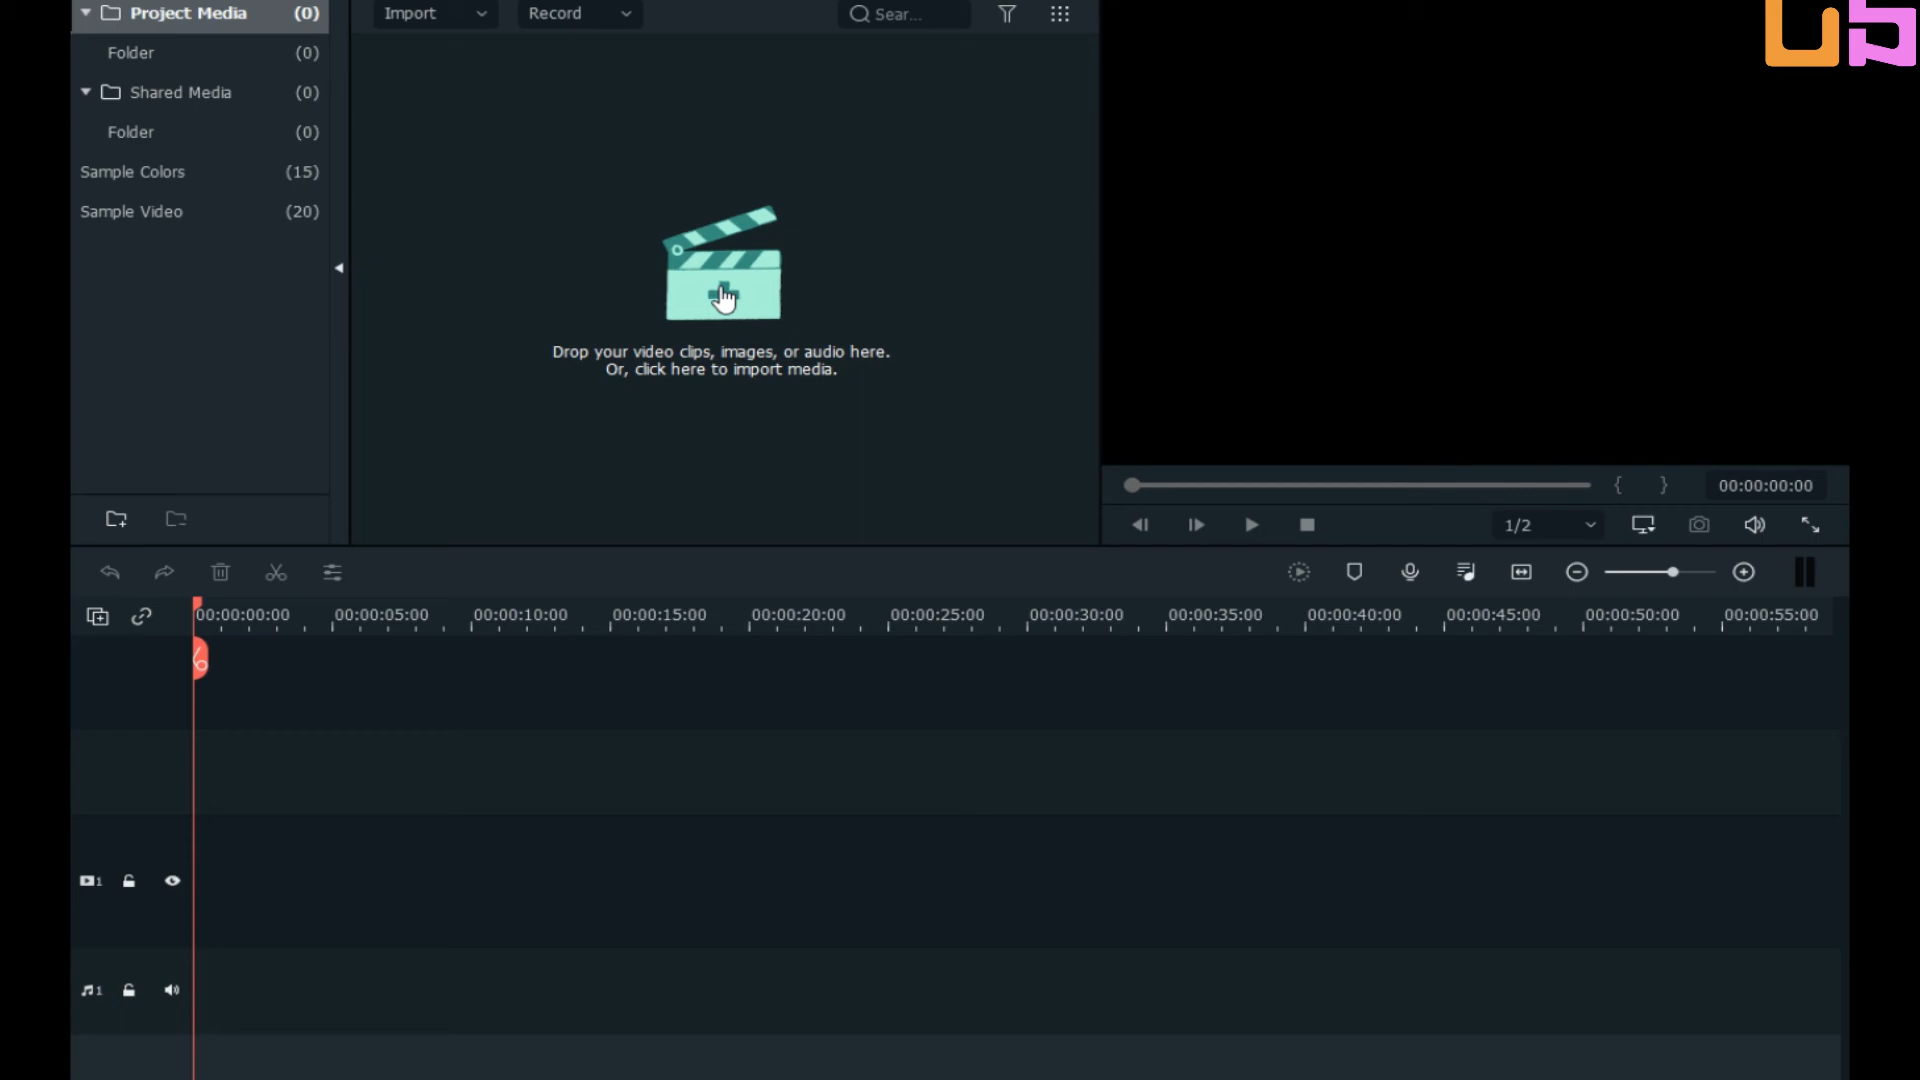 Project Media (0)
Folder (0)
Shared Media (0)
Folder (0)
Sample Colors (15)
Sample Video (20)
Import
Record
Sear...
Drop your video clips, images, or audio here.
Or, click here to import media.
{ }
00:00:00:00
1/2
00:00:00:00 00:00:05:00 00:00:10:00 00:00:15:00 00:00:20:00 00:00:25:00 00:00:30:00 00:00:35:00 00:00:40:00 00:00:45:00 00:00:50:00 00:00:55:00
1
1